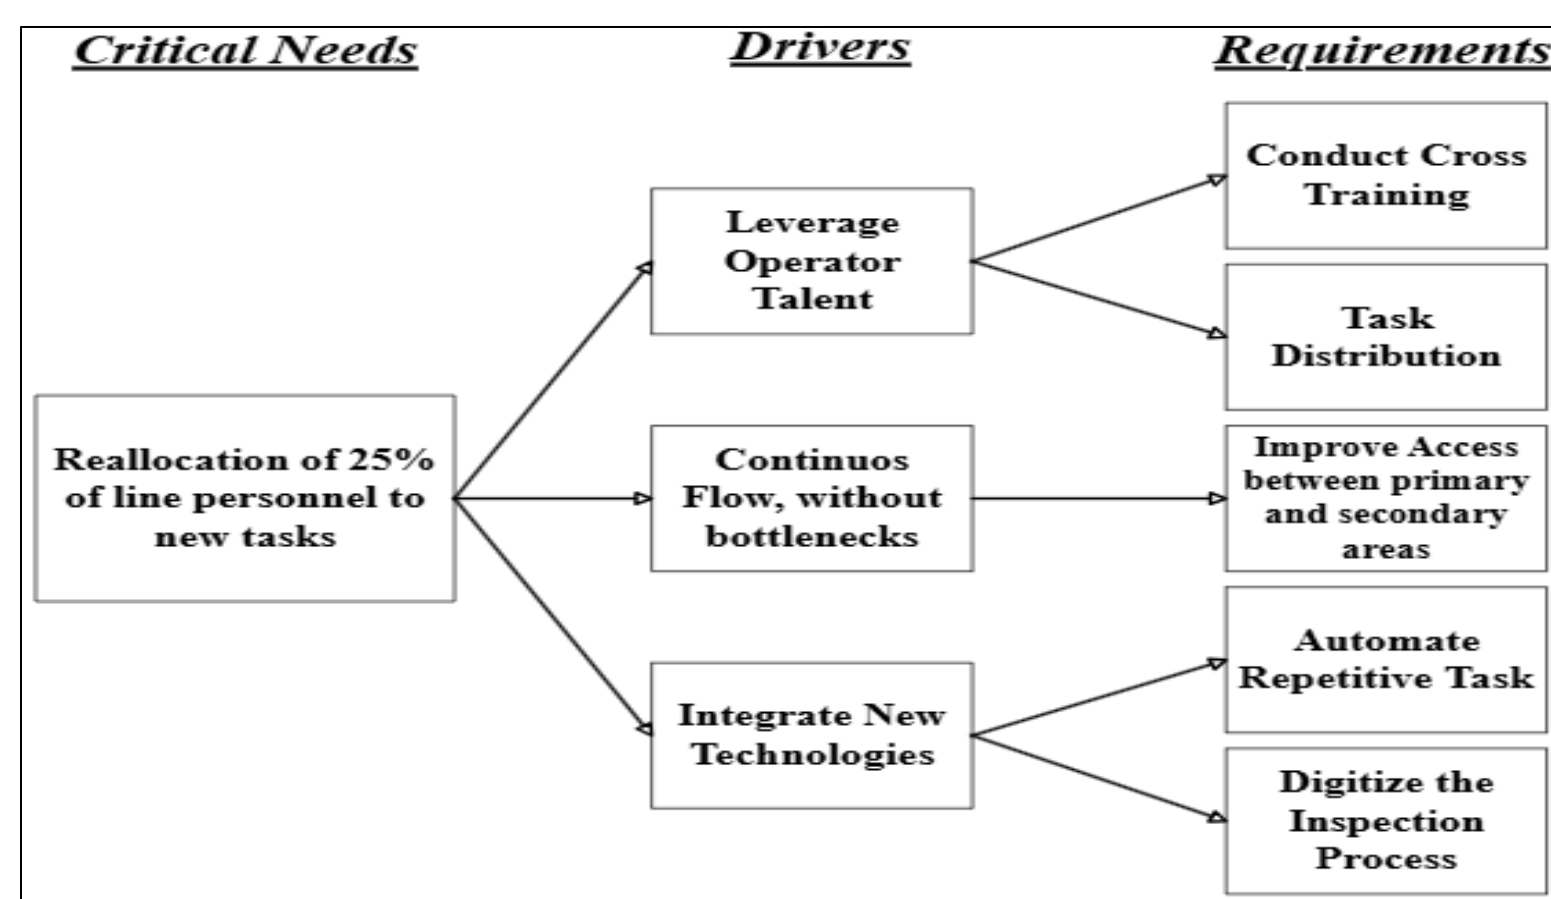 Critical Needs
Drivers
Requirements
Reallocation of 25%
of line personnel to
new tasks
Leverage
Operator
Talent
Continuos
Flow, without
bottlenecks
Integrate New
Technologies
Conduct Cross
Training
Task
Distribution
Improve Access
between primary
and secondary
areas
Automate
Repetitive Task
Digitize the
Inspection
Process